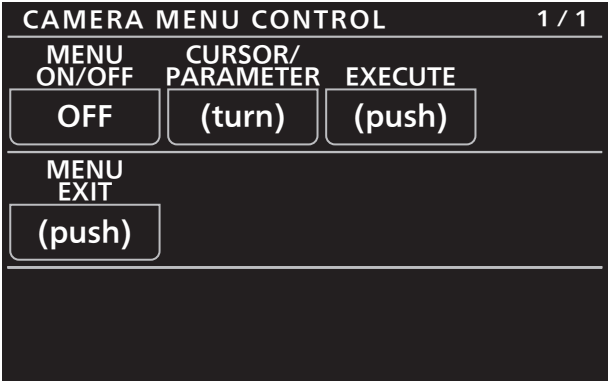 CAMERA MENU CONTROL 1 / 1
MENU
ON/OFF
CURSOR/
PARAMETER
EXECUTE
OFF
(turn)
(push)
MENU
EXIT
(push)